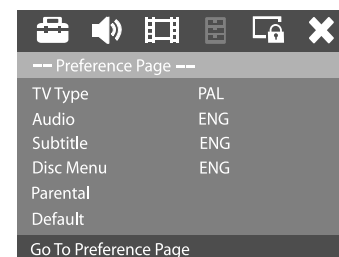 -- Preference Page --
TV Type PAL
Audio ENG
Subtitle ENG
Disc Menu ENG
Parental
Default
Go To Preference Page